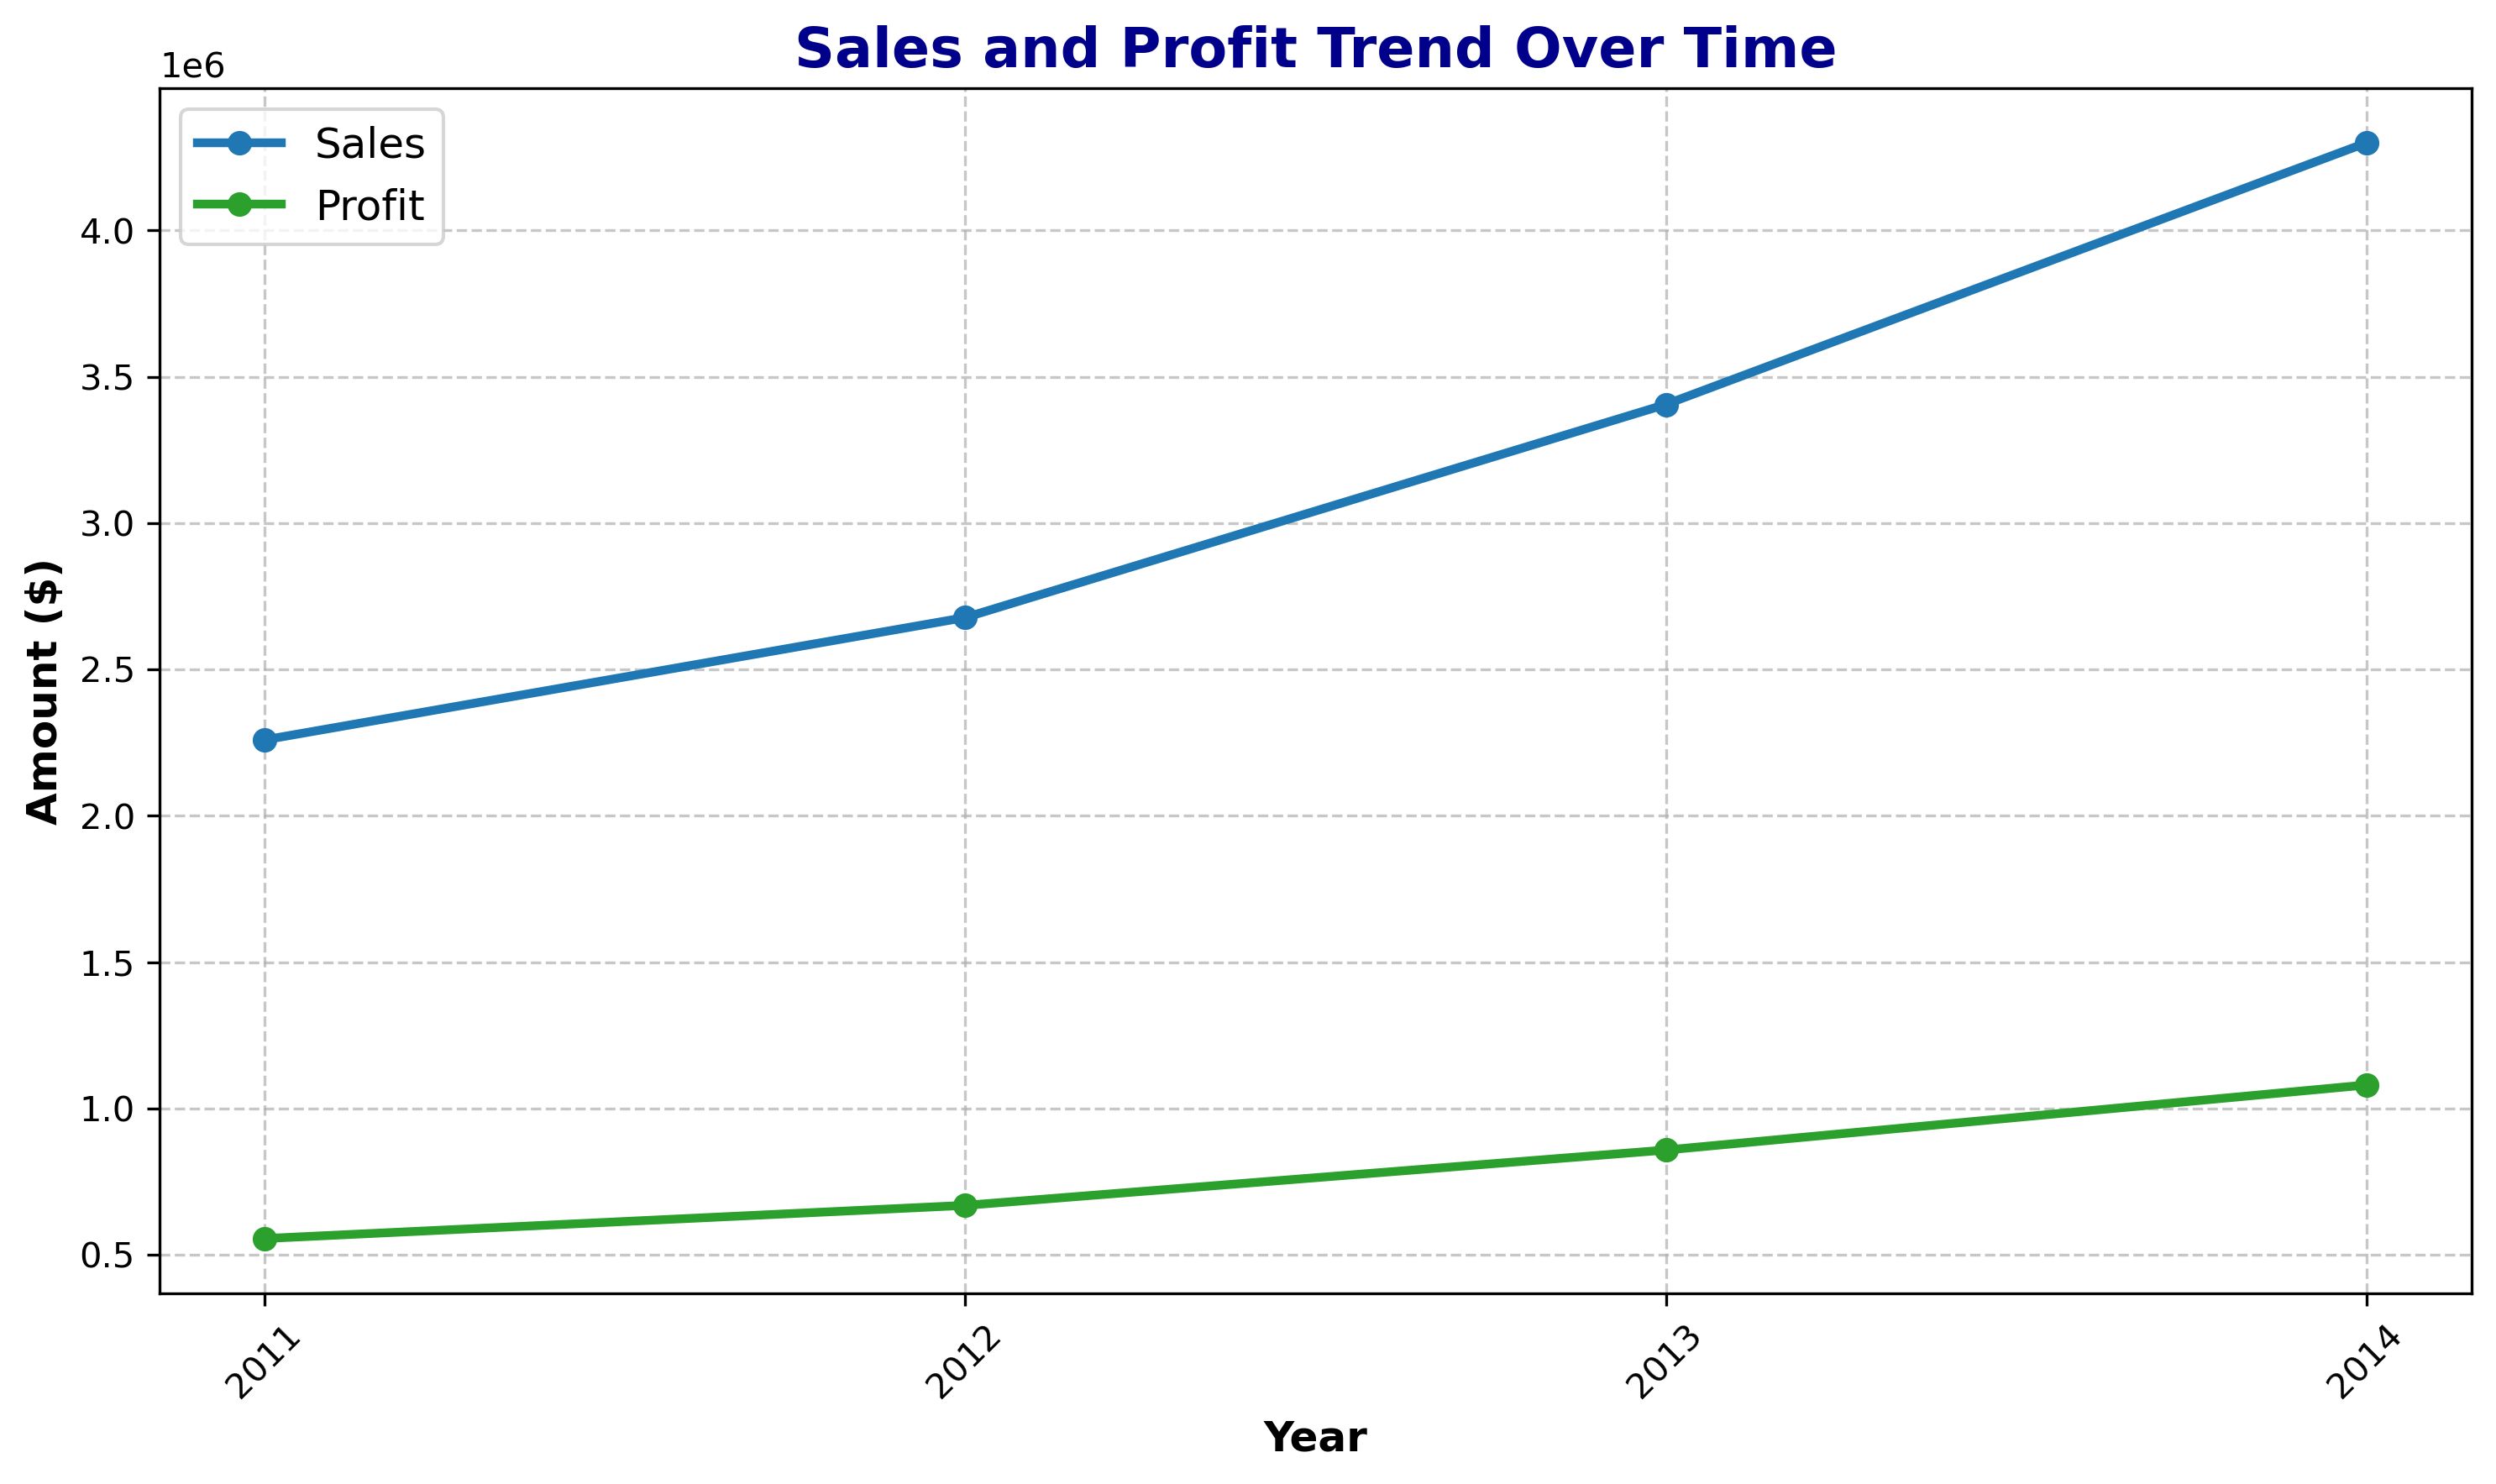 Sales and Profit Trend Over Time
1e6
Sales
Profit
4.0
3.5
3.0
2.5
2.0
1.5
1.0
0.5
Amount ($)
2011
2012
2013
2014
Year